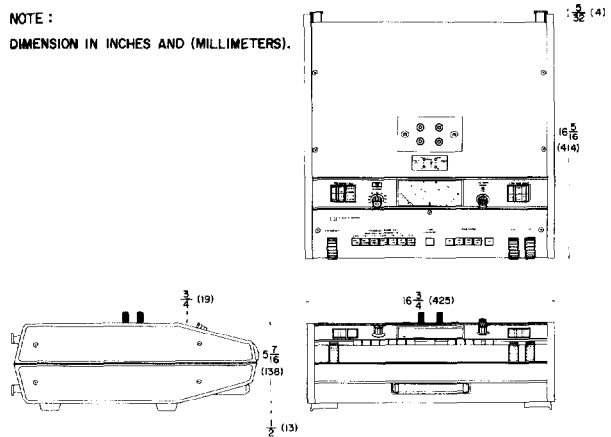 NOTE :
DIMENSION IN INCHES AND (MILLIMETERS).
5/32 (4)
16 5/16
(414)
3/4 (19)
16 3/4 (425)
5 7/16
(138)
1/2 (13)